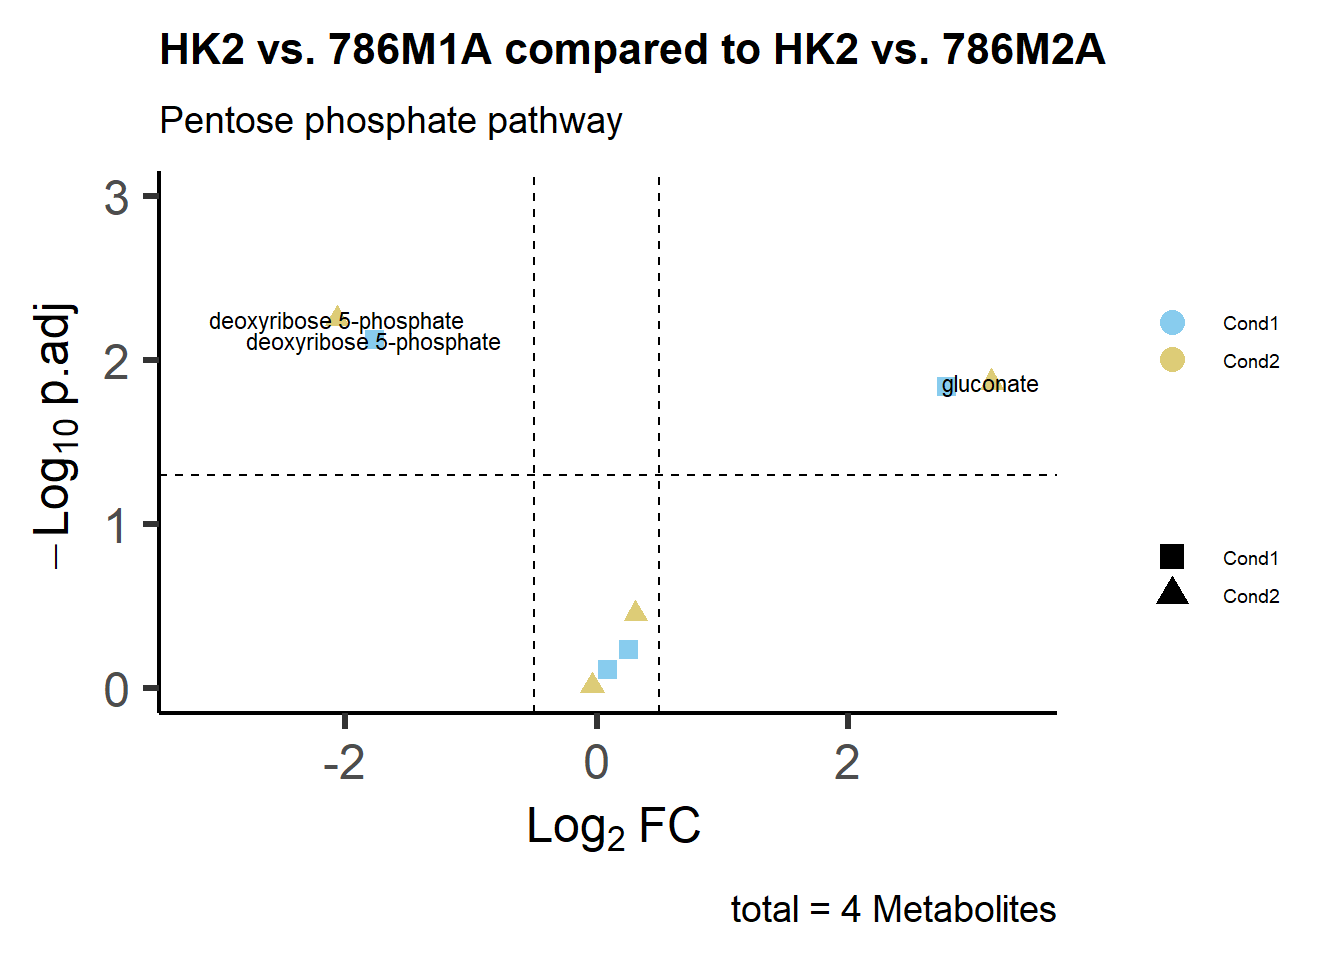 HK2 vs. 786M1A compared to HK2 vs. 786M2A
Pentose phosphate pathway
−Log10 p.adj
3
2
1
0
deoxyribose 5-phosphate
deoxyribose 5-phosphate
gluconate
-2
0
2
Log2 FC
total = 4 Metabolites
Cond1
Cond2
Cond1
Cond2